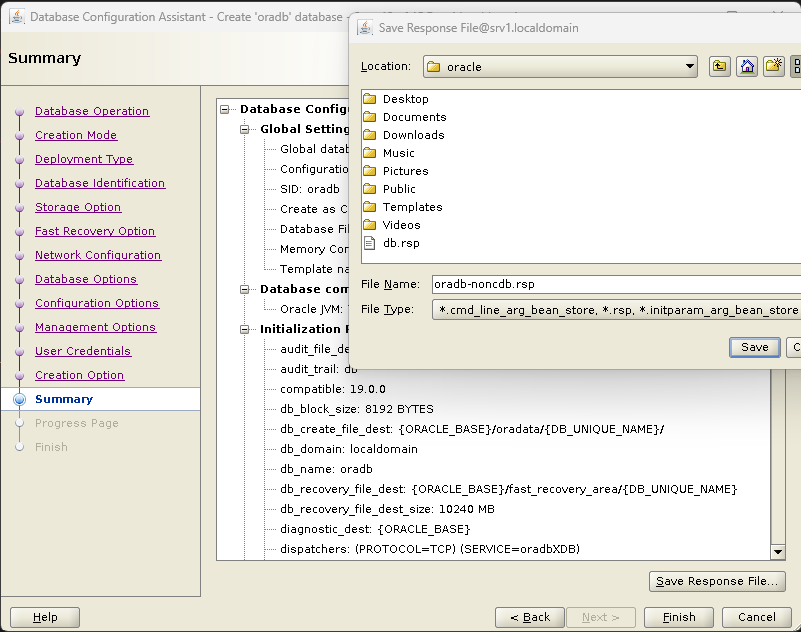 Database Configuration Assistant - Create 'oradb' database -
Summary
Database Operation
Creation Mode
Deployment Type
Database Identification
Storage Option
Fast Recovery Option
Network Configuration
Database Options
Configuration Options
Management Options
User Credentials
Creation Option
Summary
Progress Page
Finish
Database Configu
Global Setting
Global datab
Configuratio
SID: oradb
Create as C
Database Fil
Memory Con
Template na
Database com
Oracle JVM:
Initialization P
audit_file_de
audit_trail: db
compatible: 19.0.0
db_block_size: 8192 BYTES
db_create_file_dest: {ORACLE_BASE}/oradata/{DB_UNIQUE_NAME}/
db_domain: localdomain
db_name: oradb
db_recovery_file_dest: {ORACLE_BASE}/fast_recovery_area/{DB_UNIQUE_NAME}
db_recovery_file_dest_size: 10240 MB
diagnostic_dest: {ORACLE_BASE}
dispatchers: (PROTOCOL=TCP) (SERVICE=oradbXDB)
Save Response File@srv1.localdomain
Location: oracle
Desktop
Documents
Downloads
Music
Pictures
Public
Templates
Videos
db.rsp
File Name: oradb-noncdb.rsp
File Type: *.cmd_line_arg_bean_store, *.rsp, *.initparam_arg_bean_store
Save C
Save Response File...
Help < Back Next > Finish Cancel